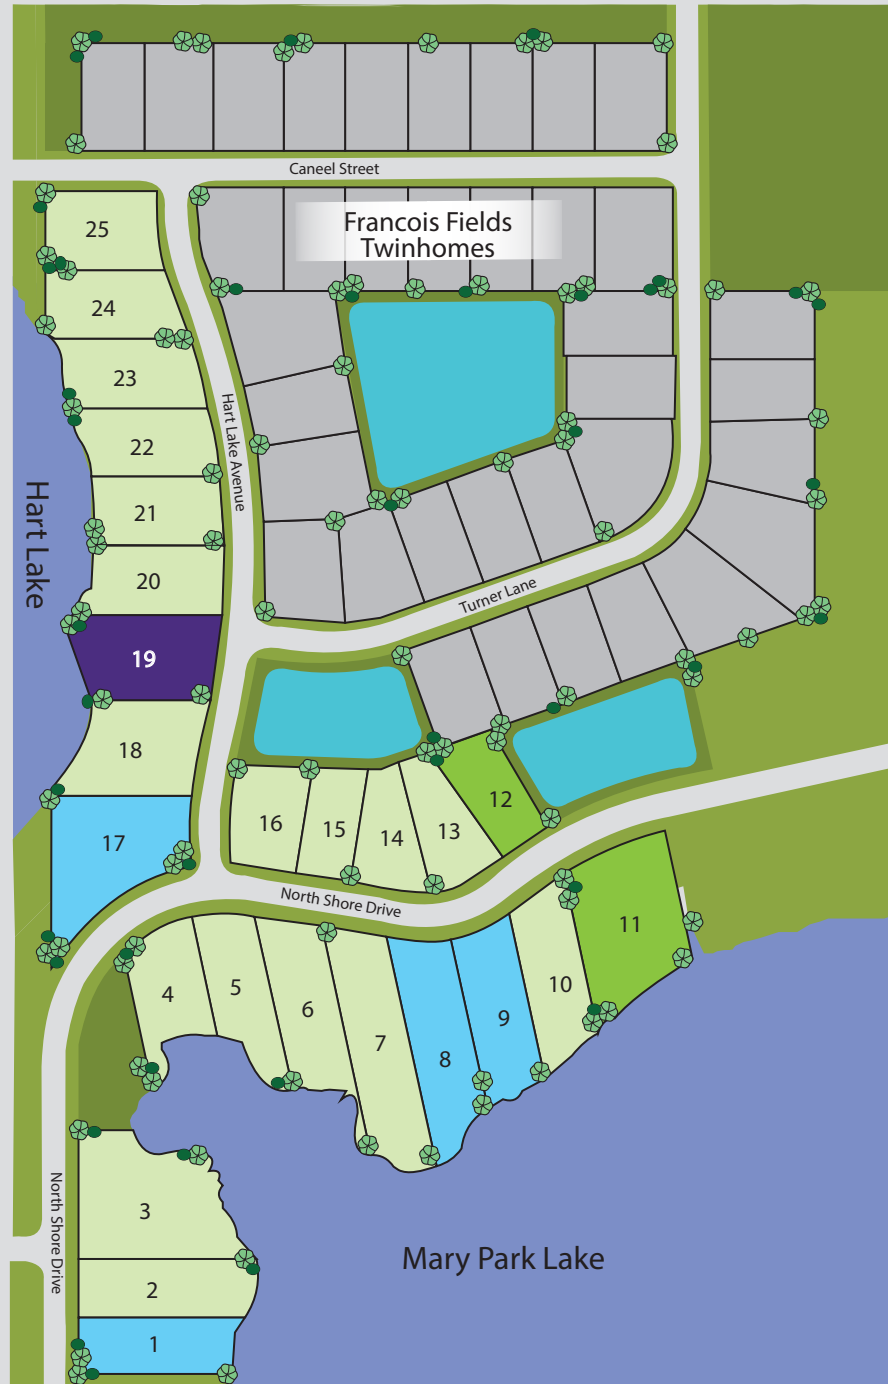 Caneel Street
Francois Fields
Twinhomes
25
24
23
22
21
20
19
18
17
Hart Lake
Hart Lake Avenue
Turner Lane
16
15
14
13
12
North Shore Drive
11
10
9
8
7
6
5
4
3
2
1
North Shore Drive
Mary Park Lake